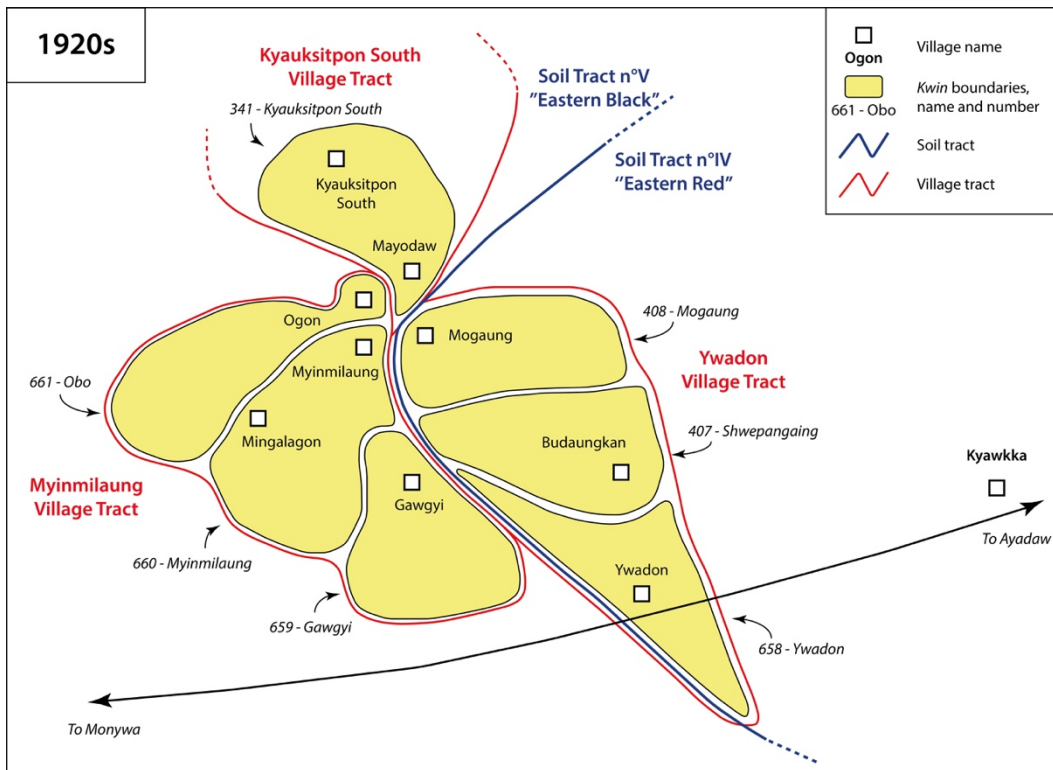 1920s
Kyauksitpon South
Village Tract
341 - Kyauksitpon South
Soil Tract n°V
"Eastern Black"
Soil Tract n°IV
"Eastern Red"
Ogon
Village name
661 - Obo
Kwin boundaries,
name and number
Soil tract
Village tract
Kyauksitpon
South
Mayodaw
Ogon
Myinmilaung
Mogaung
408 - Mogaung
Ywadon
Village Tract
661 - Obo
Mingalagon
Budaungkan
407 - Shwepangaing
Myinmilaung
Village Tract
Gawgyi
Kyawkka
To Ayadaw
660 - Myinmilaung
Ywadon
659 - Gawgyi
658 - Ywadon
To Monywa